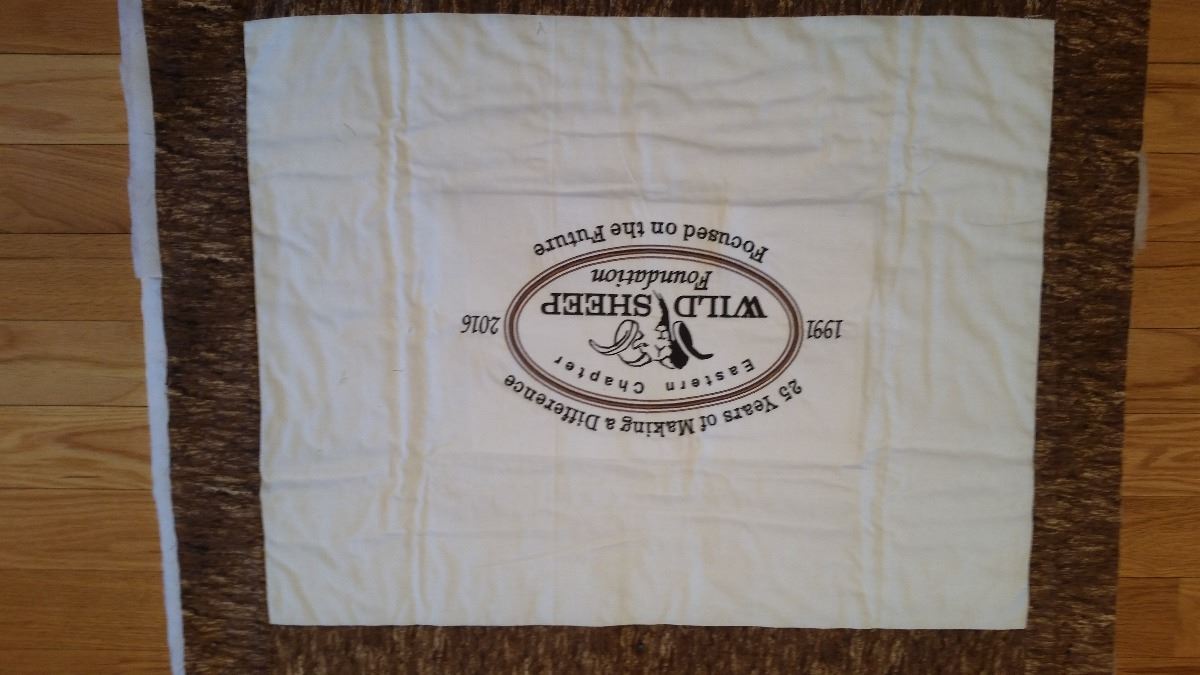 25 Years of Making a Difference
Eastern Chapter
1991
2016
WILD SHEEP
Foundation
Focused on the Future